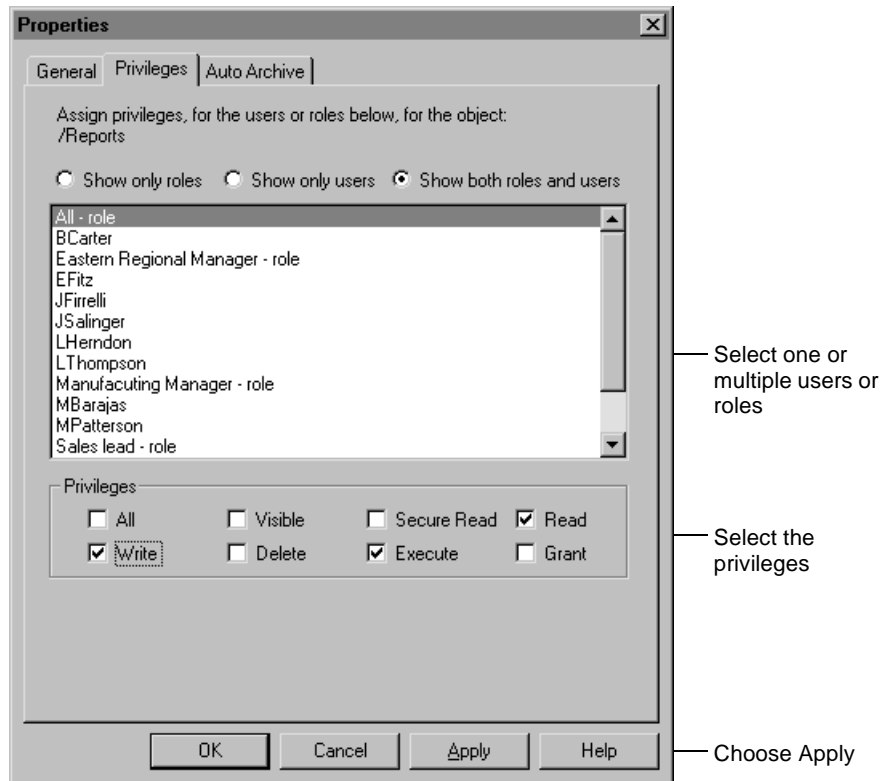 Properties
General
Privileges
Auto Archive
Assign privileges, for the users or roles below, for the object:
/Reports
Show only roles
Show only users
Show both roles and users
All - role
BCarter
Eastern Regional Manager - role
EFitz
JFirrelli
JSalinger
LHerndon
LThompson
Manufacuting Manager - role
MBarajas
MPatterson
Sales lead - role
Select one or
multiple users or
roles
Privileges
All
Visible
Secure Read
Read
Write
Delete
Execute
Grant
Select the
privileges
OK
Cancel
Apply
Help
Choose Apply